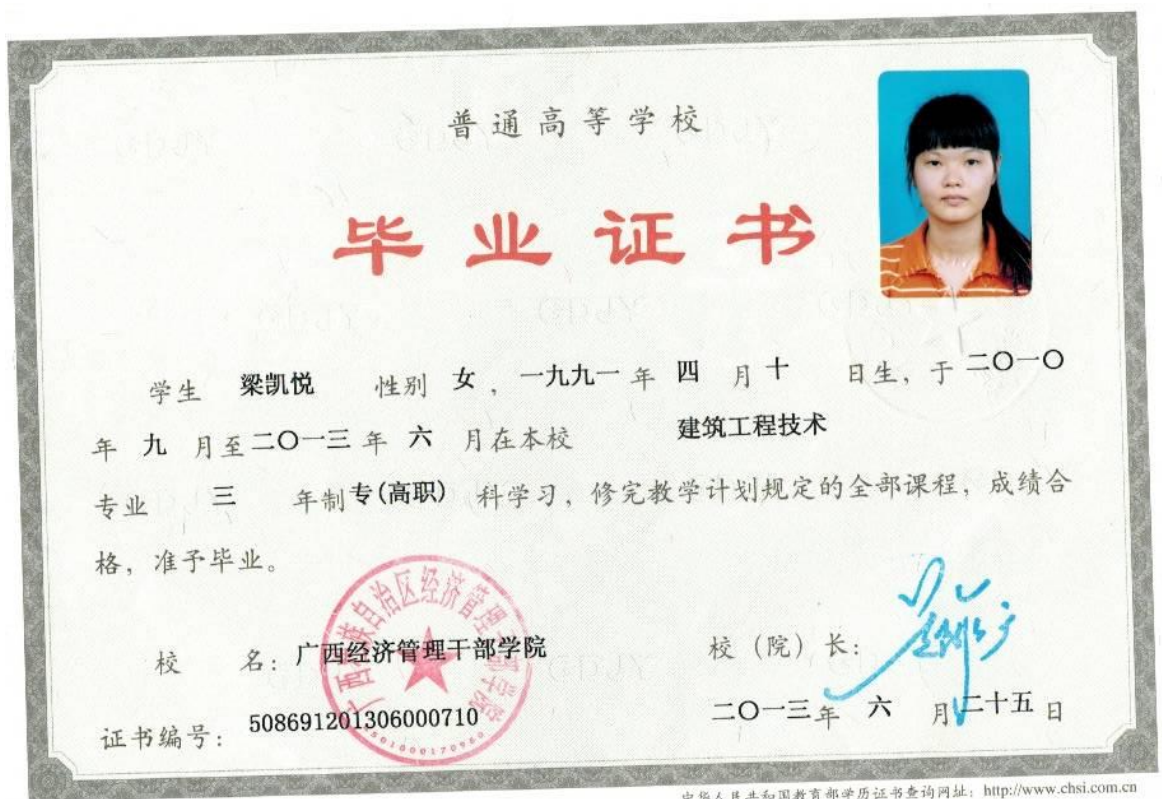 普通高等学校
毕业证书
学生 梁凯悦 性别 女，一九九一年 四 月十 日生，于二〇一〇
年 九 月至二〇一三年 六 月在本校 建筑工程技术
专业 三 年制专(高职) 科学习，修完教学计划规定的全部课程，成绩合
格，准予毕业。
校 名：广西经济管理干部学院
校（院）长：
证书编号：508691201306000710
二〇一三年 六 月二十五日
中华人民共和国教育部学历证书查询网址：http://www.chsi.com.cn